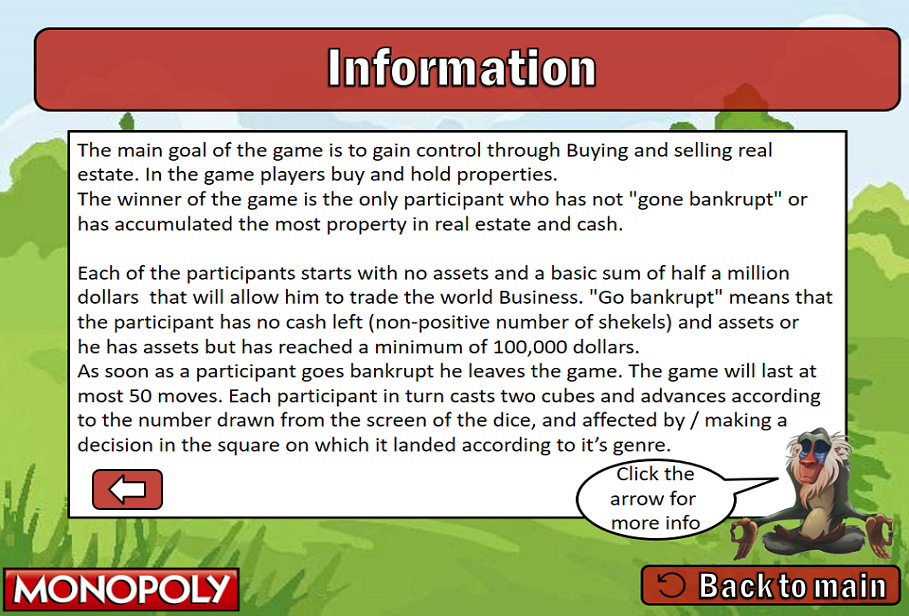 Information
The main goal of the game is to gain control through Buying and selling real
estate. In the game players buy and hold properties.
The winner of the game is the only participant who has not "gone bankrupt" or
has accumulated the most property in real estate and cash.
Each of the participants starts with no assets and a basic sum of half a million
dollars  that will allow him to trade the world Business. "Go bankrupt" means that
the participant has no cash left (non-positive number of shekels) and assets or
he has assets but has reached a minimum of 100,000 dollars.
As soon as a participant goes bankrupt he leaves the game. The game will last at
most 50 moves. Each participant in turn casts two cubes and advances according
to the number drawn from the screen of the dice, and affected by / making a
decision in the square on which it landed according to it’s genre.
Click the
arrow for
more info
MONOPOLY
Back to main